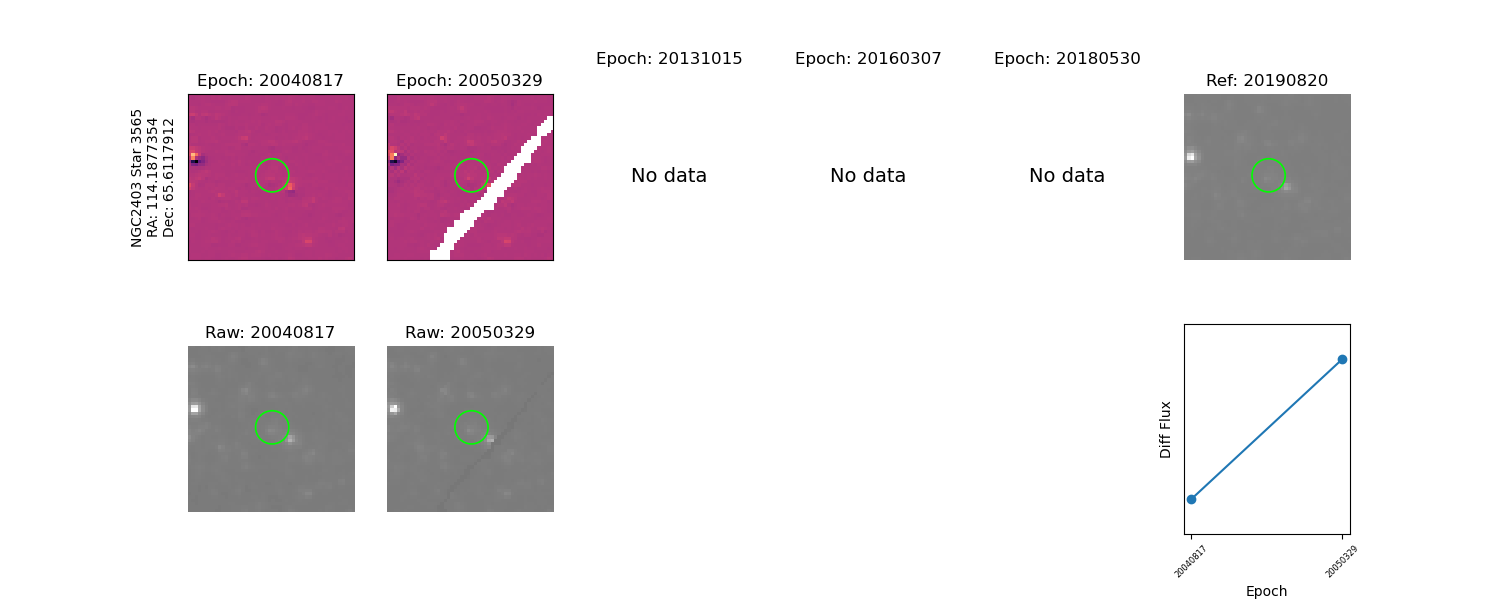 Epoch: 20040817
Epoch: 20050329
Epoch: 20131015
Epoch: 20160307
Epoch: 20180530
Ref: 20190820
NGC2403 Star 3565
RA: 114.1877354
Dec: 65.6117912
No data
No data
No data
Raw: 20040817
Raw: 20050329
Diff Flux
20040817
20050329
Epoch